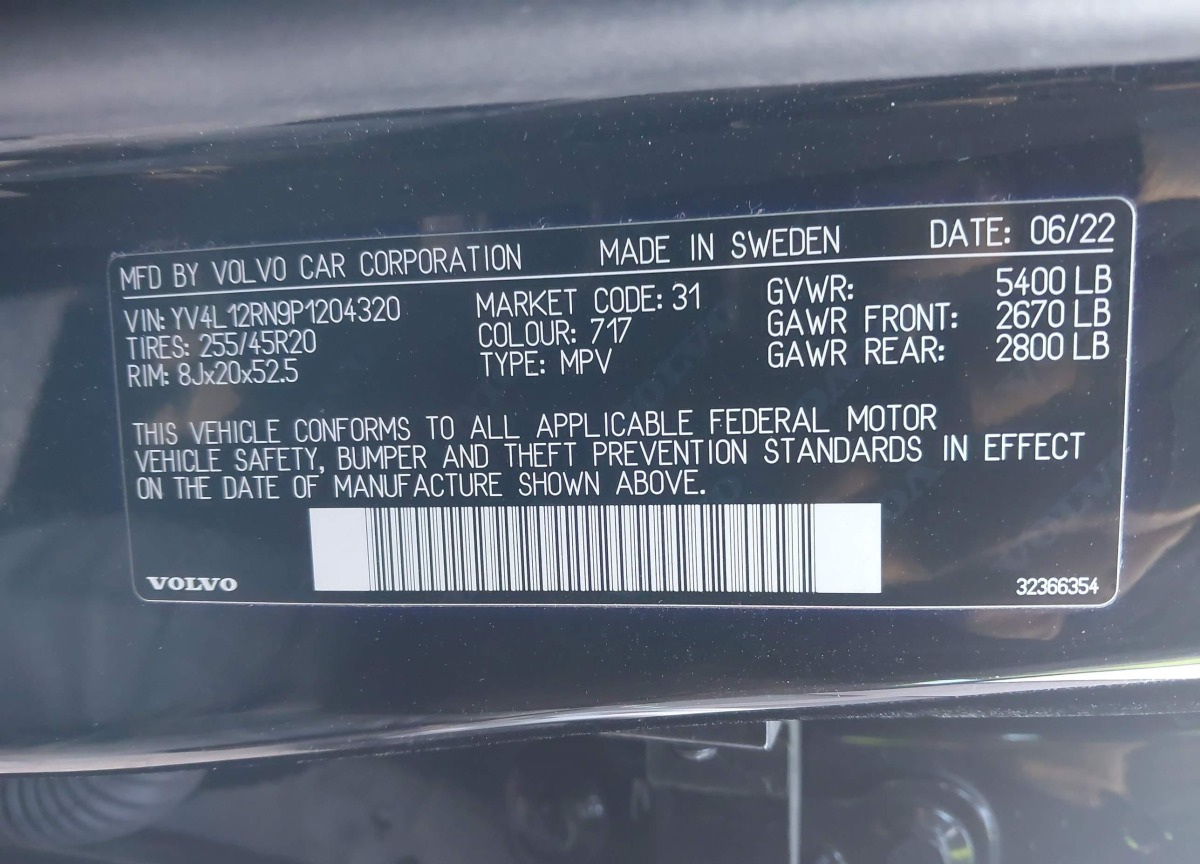 MFD BY VOLVO CAR CORPORATION MADE IN SWEDEN DATE: 06/22
VIN: YV4L12RN9P1204320 MARKET CODE: 31 GVWR: 5400 LB
TIRES: 255/45R20 COLOUR: 717 GAWR FRONT: 2670 LB
RIM: 8Jx20x52.5 TYPE: MPV GAWR REAR: 2800 LB
THIS VEHICLE CONFORMS TO ALL APPLICABLE FEDERAL MOTOR
VEHICLE SAFETY, BUMPER AND THEFT PREVENTION STANDARDS IN EFFECT
ON THE DATE OF MANUFACTURE SHOWN ABOVE.
VOLVO 32366354